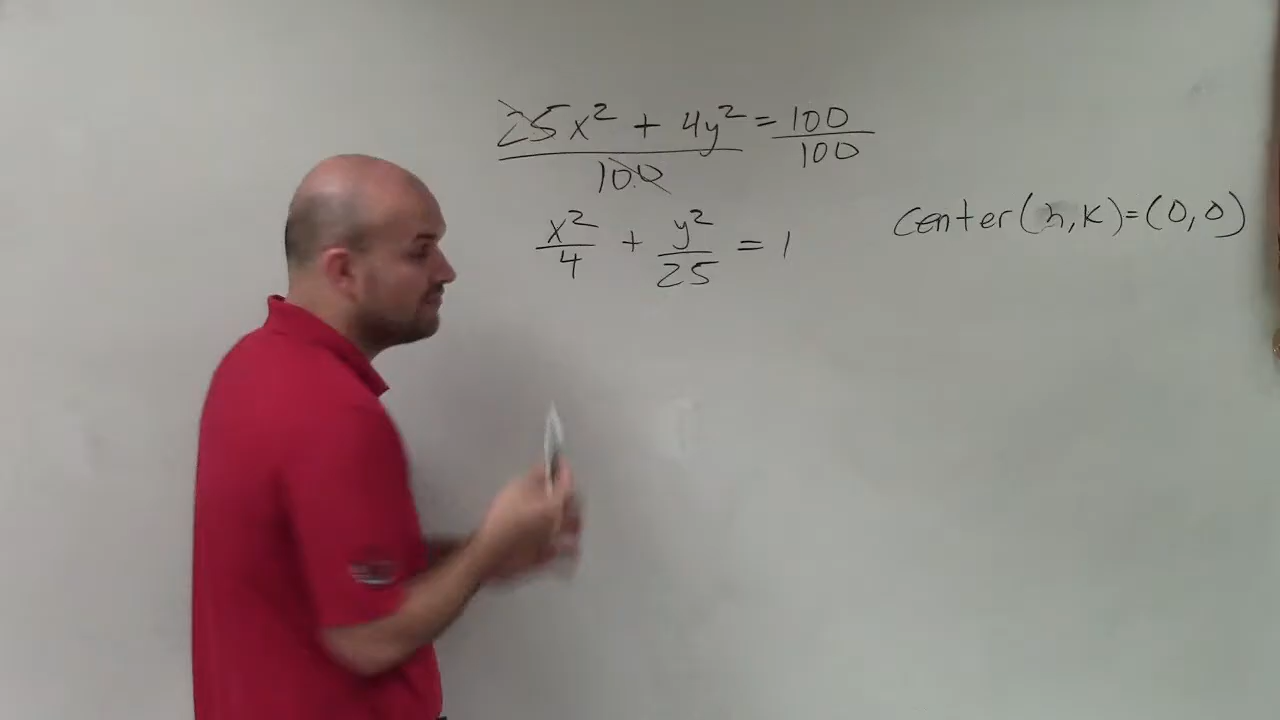 25x² + 4y² = 100
100 100
x²/4 + y²/25 = 1
center(h,k)=(0,0)